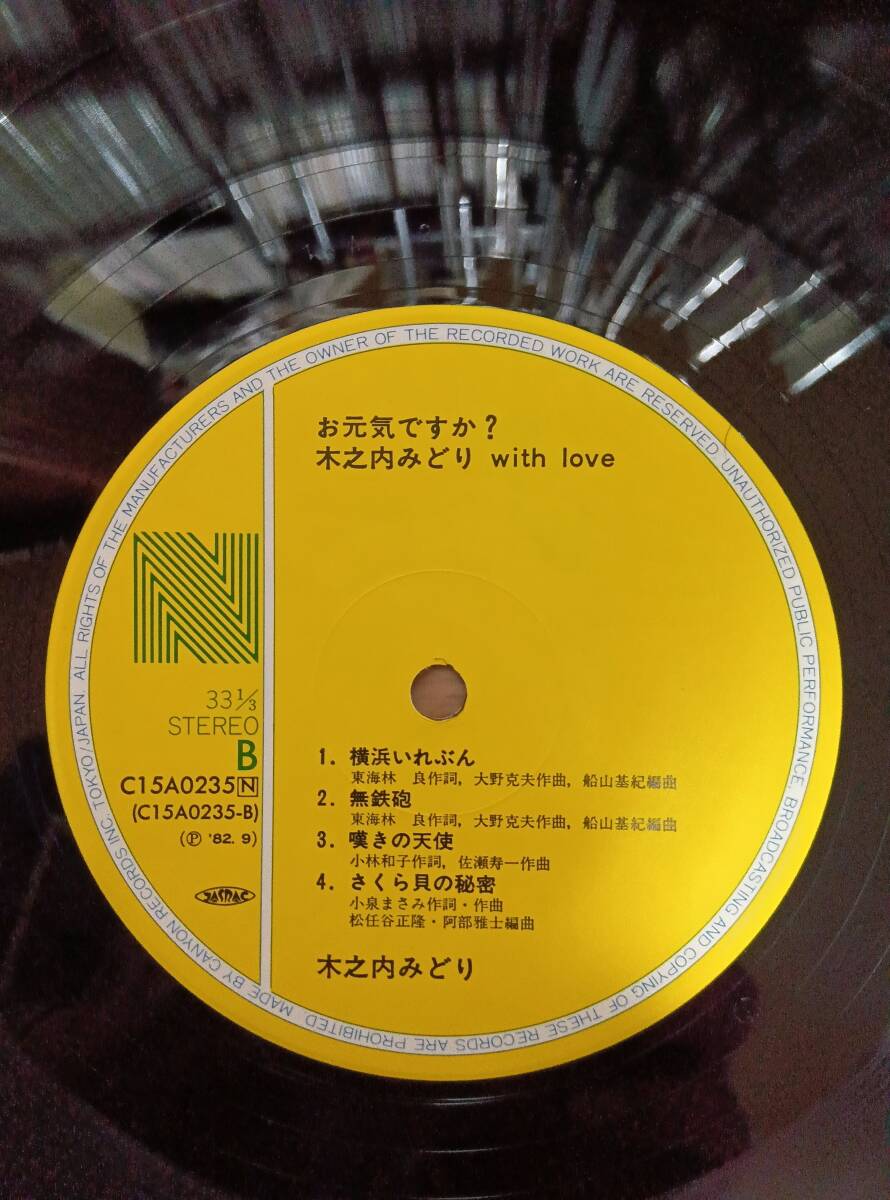 お元気ですか?
木之内みどり with love
N
33 1/3
STEREO
B
C15A0235 N
(C15A0235-B)
(Ⓟ '82. 9)
JASRAC
1. 横浜いれぶん
東海林 良作詞, 大野克夫作曲, 船山基紀編曲
2. 無鉄砲
東海林 良作詞, 大野克夫作曲, 船山基紀編曲
3. 嘆きの天使
小林和子作詞, 佐瀬寿一作曲
4. さくら貝の秘密
小泉まさみ作詞・作曲
松任谷正隆・阿部雅士編曲
木之内みどり
MADE BY CANYON RECORDS INC. TOKYO/JAPAN. ALL RIGHTS OF THE MANUFACTURERS AND THE OWNER OF THE RECORDED WORK ARE RESERVED. UNAUTHORIZED PUBLIC PERFORMANCE, BROADCASTING AND COPYING OF THESE RECORDS ARE PROHIBITED.